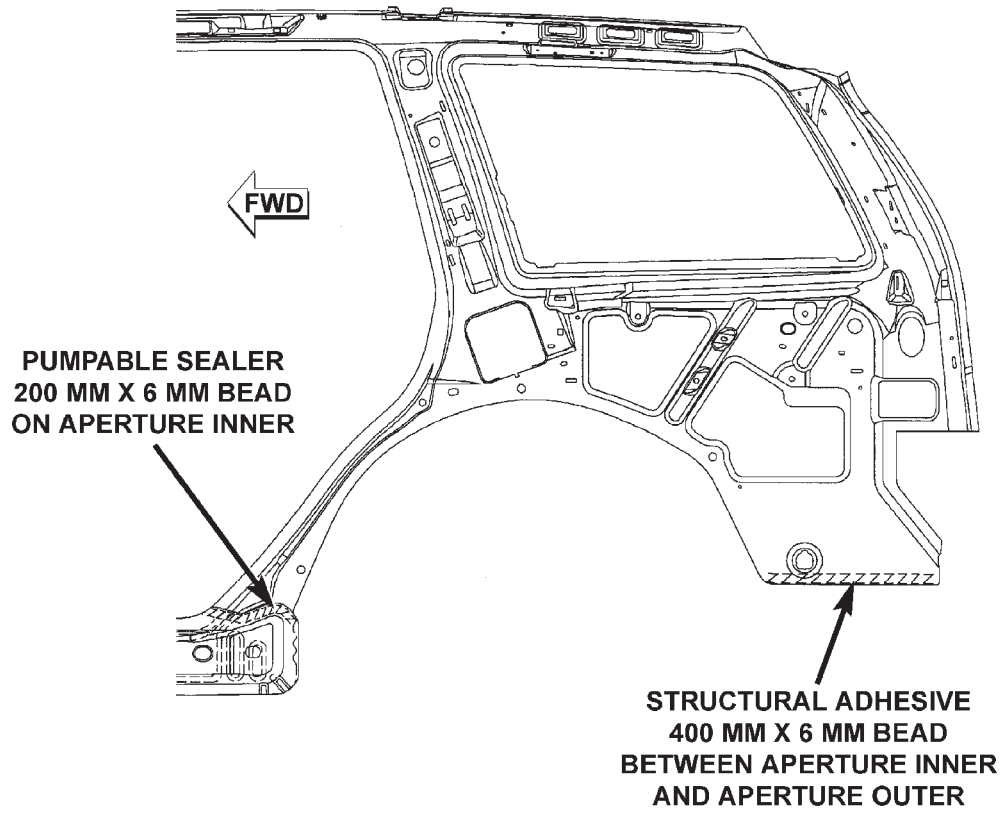 FWD
PUMPABLE SEALER
200 MM X 6 MM BEAD
ON APERTURE INNER
STRUCTURAL ADHESIVE
400 MM X 6 MM BEAD
BETWEEN APERTURE INNER
AND APERTURE OUTER